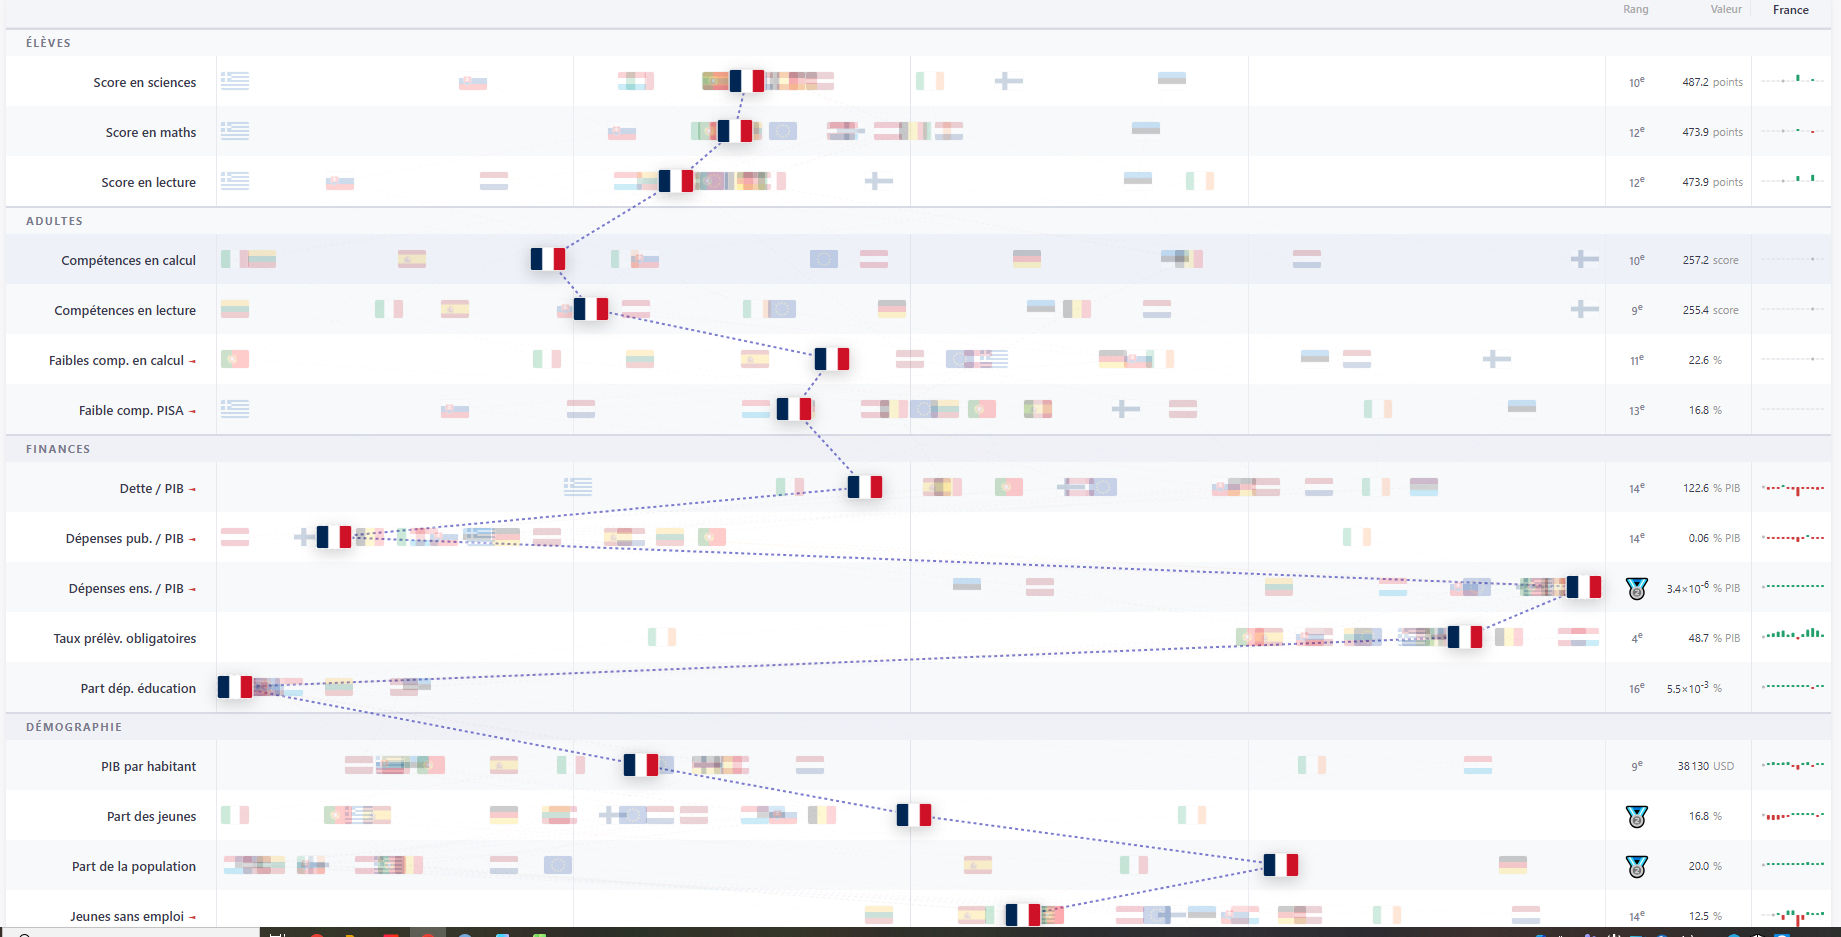 Rang Valeur France
ÉLÈVES
Score en sciences 10e 487.2 points
Score en maths 12e 473.9 points
Score en lecture 12e 473.9 points
ADULTES
Compétences en calcul 10e 257.2 score
Compétences en lecture 9e 255.4 score
Faibles comp. en calcul 11e 22.6 %
Faible comp. PISA 13e 16.8 %
FINANCES
Dette / PIB 14e 122.6 % PIB
Dépenses pub. / PIB 14e 0.06 % PIB
Dépenses ens. / PIB 2 3.4×10-6 % PIB
Taux prélèv. obligatoires 4e 48.7 % PIB
Part dép. éducation 16e 5.5×10-3 %
DÉMOGRAPHIE
PIB par habitant 9e 38130 USD
Part des jeunes 2 16.8 %
Part de la population 2 20.0 %
Jeunes sans emploi 14e 12.5 %